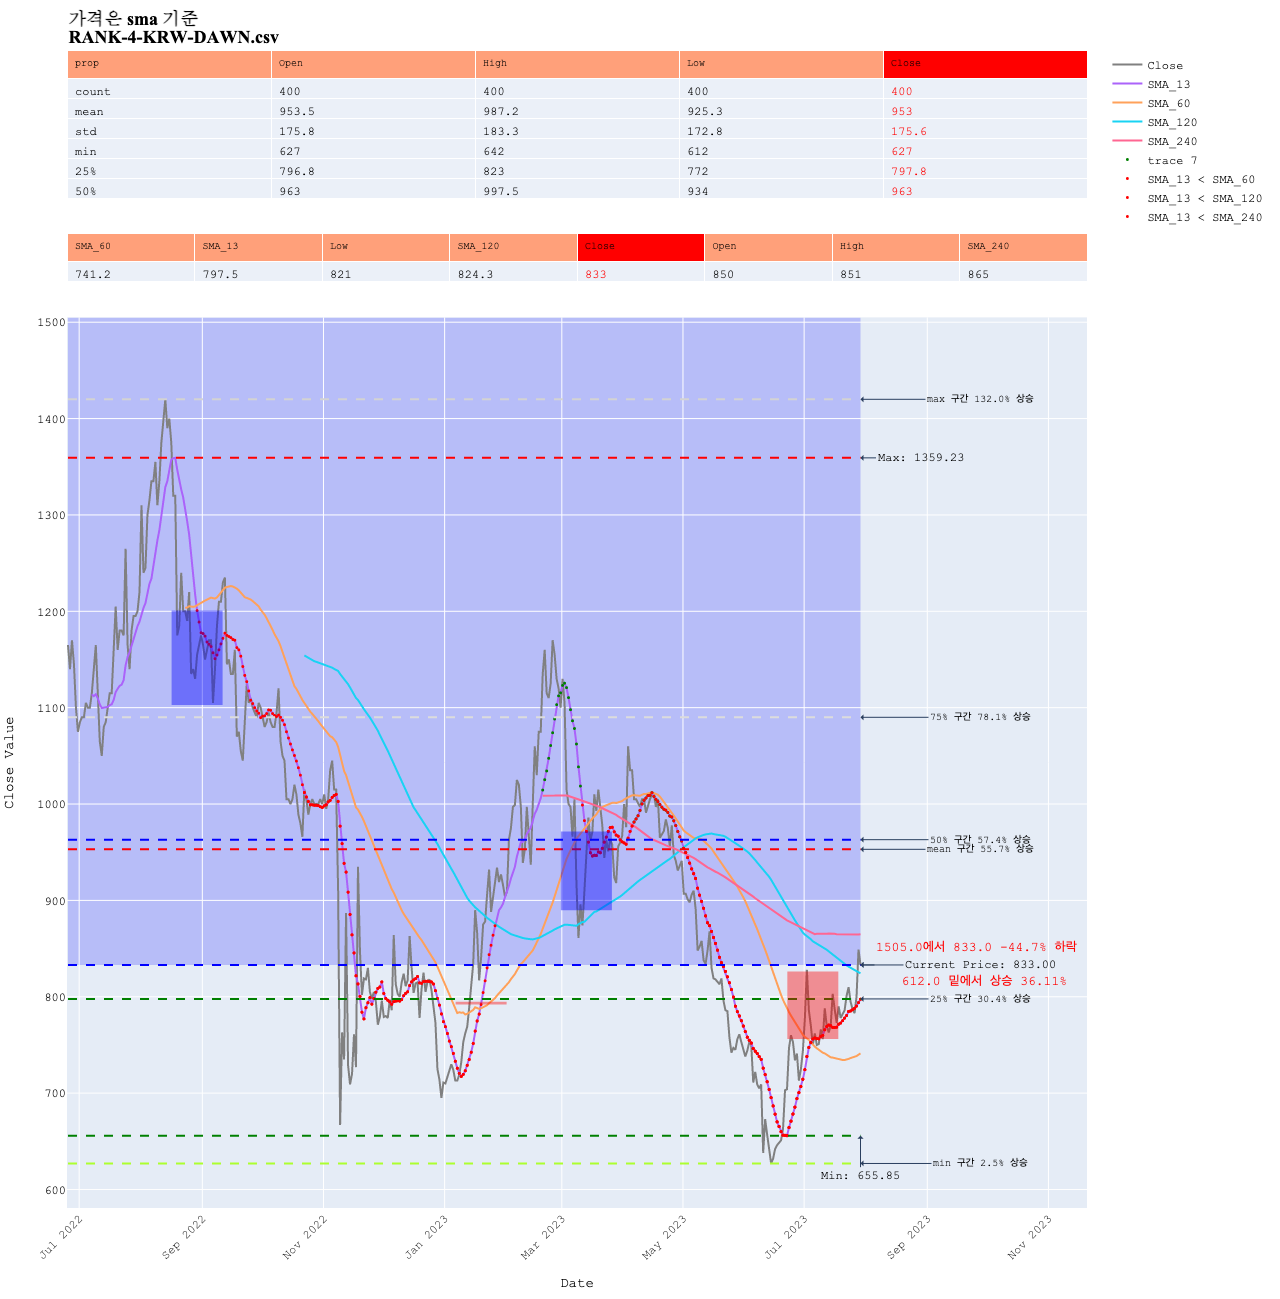 가격은 sma 기준
RANK-4-KRW-DAWN.csv
prop Open High Low Close
count 400 400 400 400
mean 953.5 987.2 925.3 953
std 175.8 183.3 172.8 175.6
min 627 642 612 627
25% 796.8 823 772 797.8
50% 963 997.5 934 963
Close
SMA_13
SMA_60
SMA_120
SMA_240
trace 7
SMA_13 < SMA_60
SMA_13 < SMA_120
SMA_13 < SMA_240
SMA_60 SMA_13 Low SMA_120 Close Open High SMA_240
741.2 797.5 821 824.3 833 850 851 865
1500
1400
1300
1200
1100
1000
900
800
700
600
Close Value
max 구간 132.0% 상승
Max: 1359.23
75% 구간 78.1% 상승
50% 구간 57.4% 상승
mean 구간 55.7% 상승
1505.0에서 833.0 -44.7% 하락
Current Price: 833.00
612.0 밑에서 상승 36.11%
25% 구간 30.4% 상승
min 구간 2.5% 상승
Min: 655.85
Jul 2022
Sep 2022
Nov 2022
Jan 2023
Mar 2023
May 2023
Jul 2023
Sep 2023
Nov 2023
Date